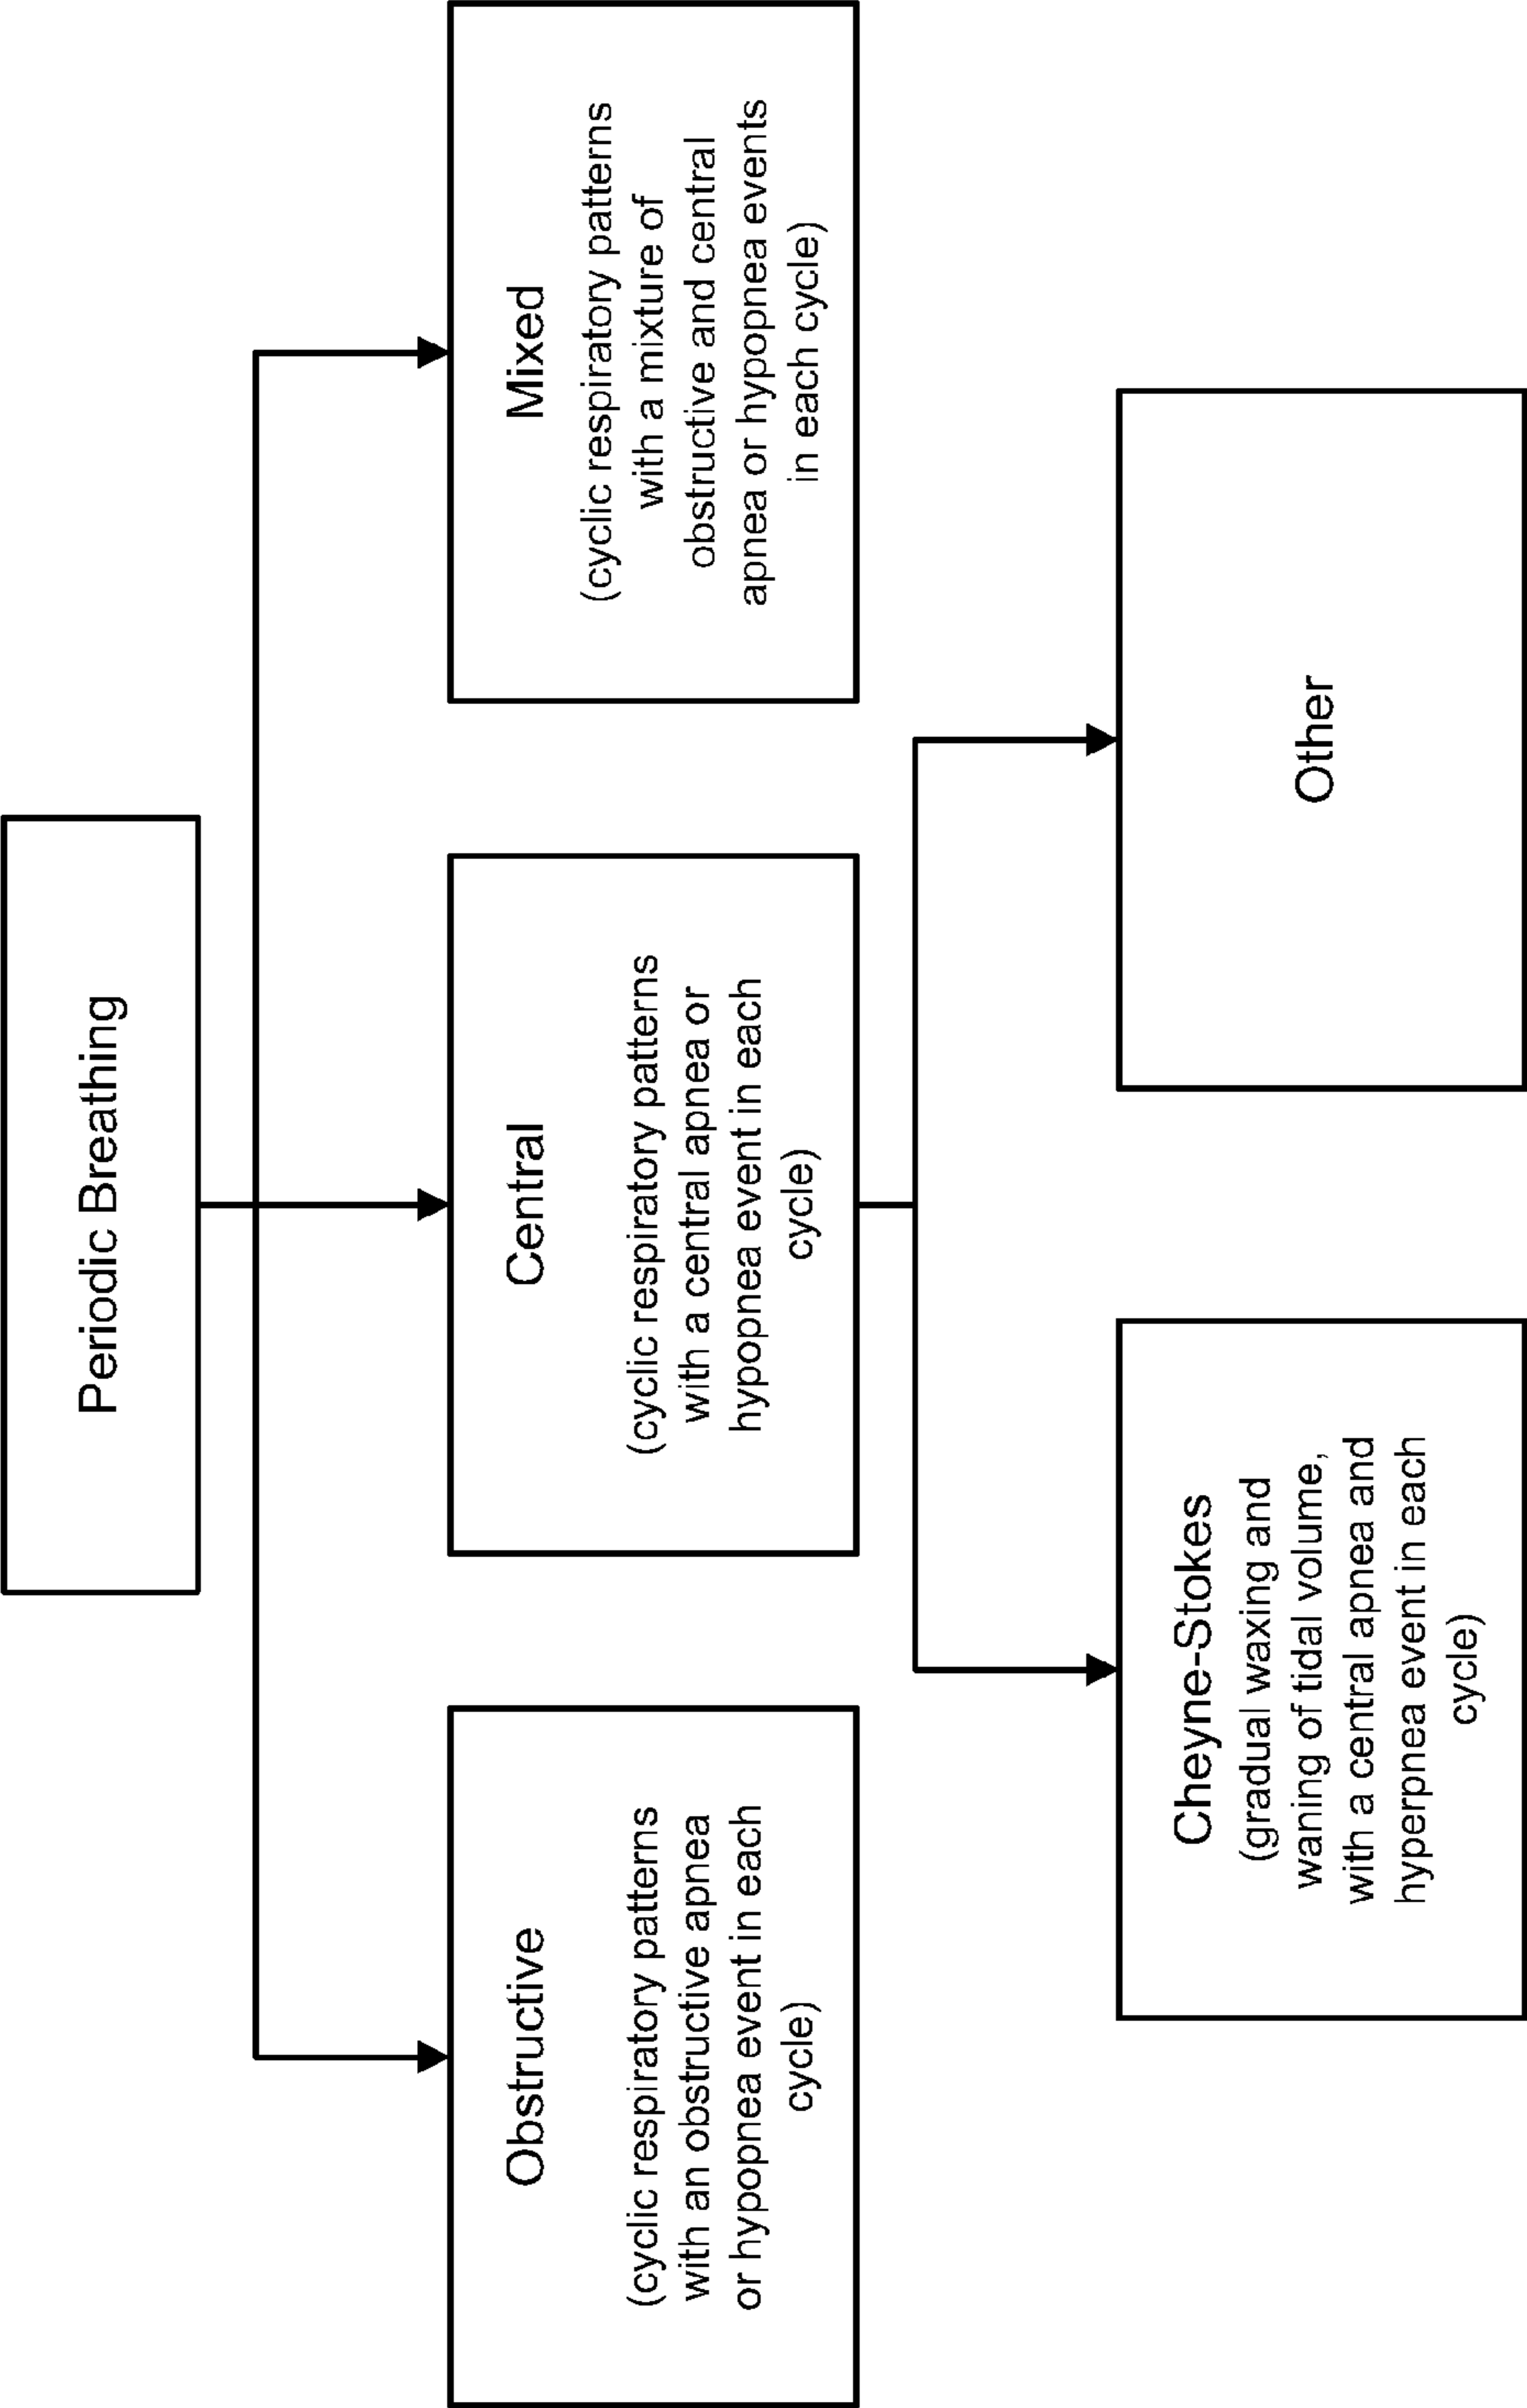 Periodic Breathing
Obstructive
(cyclic respiratory patterns
with an obstructive apnea
or hypopnea event in each
cycle)
Central
(cyclic respiratory patterns
with a central apnea or
hypopnea event in each
cycle)
Mixed
(cyclic respiratory patterns
with a mixture of
obstructive and central
apnea or hypopnea events
in each cycle)
Cheyne-Stokes
(gradual waxing and
waning of tidal volume,
with a central apnea and
hyperpnea event in each
cycle)
Other